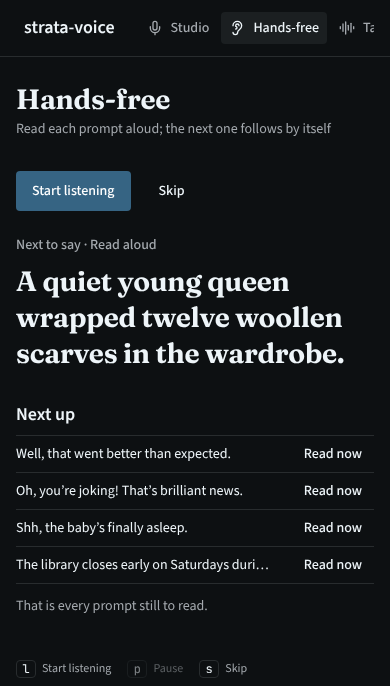 strata-voice Studio Hands-free Ta
Hands-free
Read each prompt aloud; the next one follows by itself
Start listening Skip
Next to say · Read aloud
A quiet young queen
wrapped twelve woollen
scarves in the wardrobe.
Next up
Well, that went better than expected. Read now
Oh, you’re joking! That’s brilliant news. Read now
Shh, the baby’s finally asleep. Read now
The library closes early on Saturdays duri… Read now
That is every prompt still to read.
l Start listening p Pause s Skip